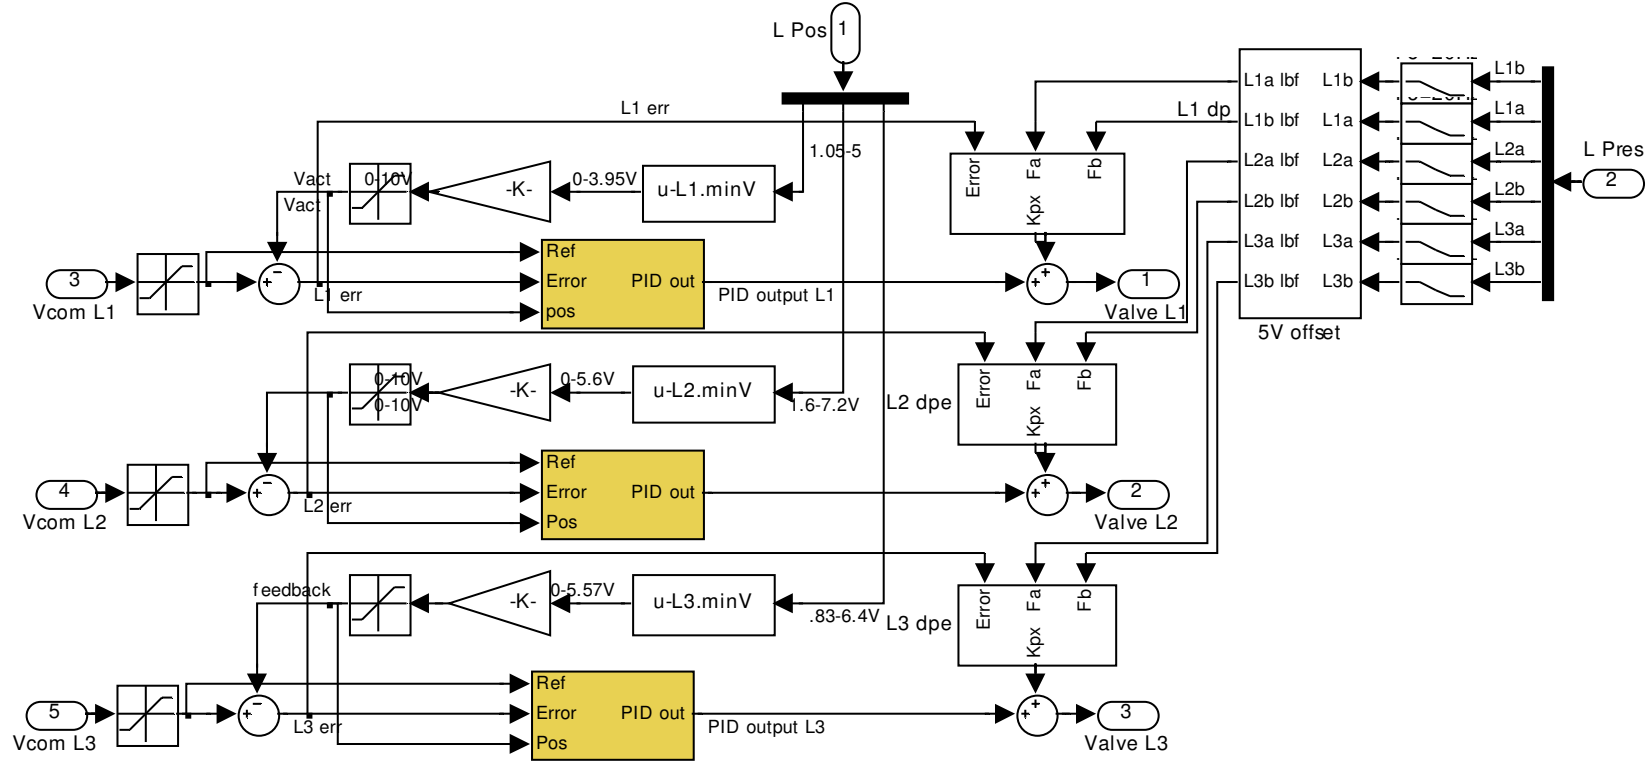 L Pos
1
L1 err
1.05-5
Vact
Vact
0-10V
-K-
0-3.95V
u-L1.minV
3
Vcom L1
+
-
L1 err
Ref
Error
pos
PID out
PID output L1
Error
Fa
Fb
Kpx
+
+
1
Valve L1
L1 dp
L1a lbf
L1b
L1b lbf
L1a
L2a lbf
L2a
L2b lbf
L2b
L3a lbf
L3a
L3b lbf
L3b
5V offset
L1b
L1a
L2a
L2b
L3a
L3b
L Pres
2
0-10V
0-10V
-K-
0-5.6V
u-L2.minV
1.6-7.2V
L2 dpe
Error
Fa
Fb
Kpx
4
Vcom L2
+
-
L2 err
Ref
Error
Pos
PID out
+
+
2
Valve L2
feedback
-K-
0-5.57V
u-L3.minV
.83-6.4V
L3 dpe
Error
Fa
Fb
Kpx
5
Vcom L3
+
-
L3 err
Ref
Error
Pos
PID out
PID output L3
+
+
3
Valve L3